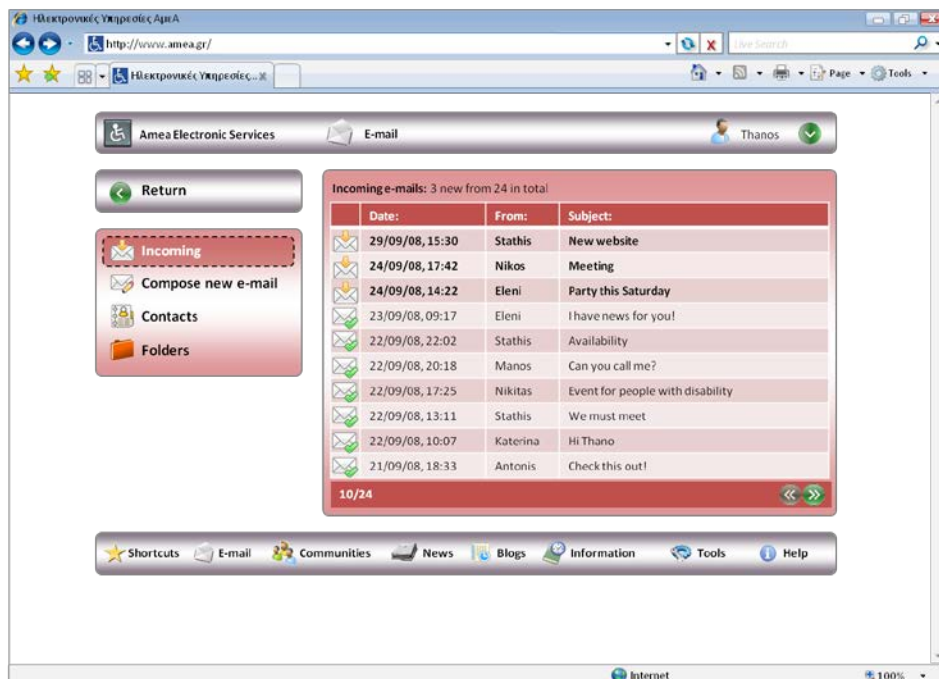 Ηλεκτρονικές Υπηρεσίες ΑμεΑ
http://www.amea.gr/
Live Search
Ηλεκτρονικές Υπηρεσίες...
Page Tools
Amea Electronic Services E-mail Thanos
Return
Incoming
Compose new e-mail
Contacts
Folders
Incoming e-mails: 3 new from 24 in total
Date: From: Subject:
29/09/08, 15:30 Stathis New website
24/09/08, 17:42 Nikos Meeting
24/09/08, 14:22 Eleni Party this Saturday
23/09/08, 09:17 Eleni I have news for you!
22/09/08, 22:02 Stathis Availability
22/09/08, 20:18 Manos Can you call me?
22/09/08, 17:25 Nikitas Event for people with disability
22/09/08, 13:11 Stathis We must meet
22/09/08, 10:07 Katerina Hi Thano
21/09/08, 18:33 Antonis Check this out!
10/24
Shortcuts E-mail Communities News Blogs Information Tools Help
Internet 100%